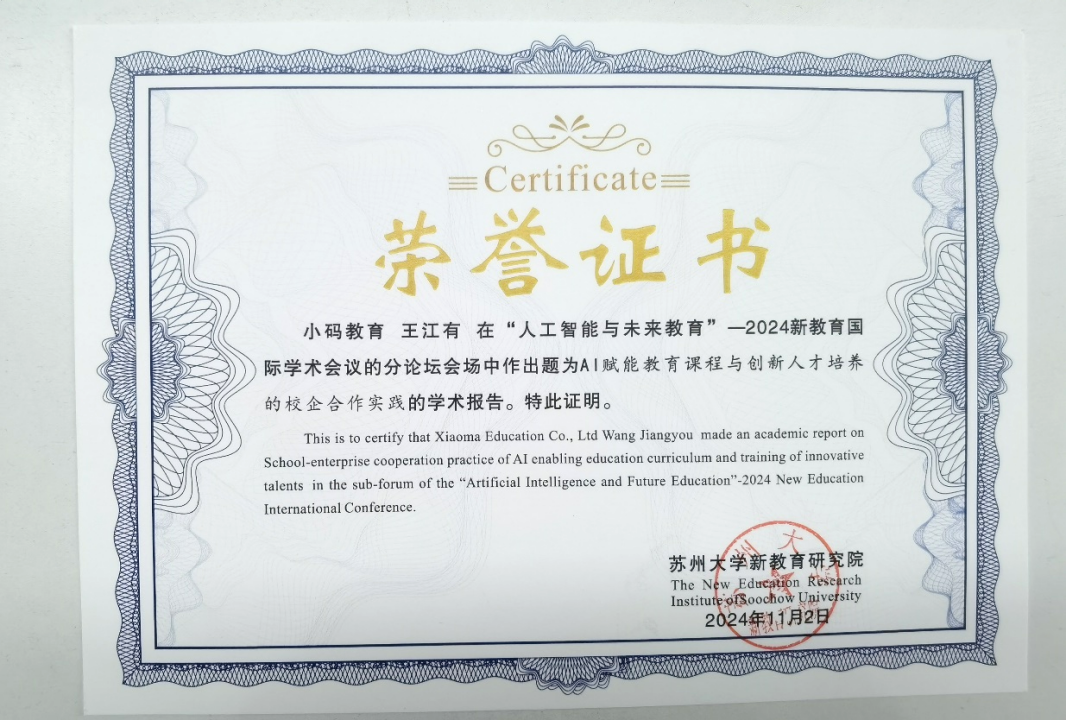 Certificate
荣誉证书
小码教育 王江有 在“人工智能与未来教育”—2024新教育国
际学术会议的分论坛会场中作出题为AI赋能教育课程与创新人才培养
的校企合作实践的学术报告。特此证明。
This is to certify that Xiaoma Education Co., Ltd Wang Jiangyou made an academic report on
School-enterprise cooperation practice of AI enabling education curriculum and training of innovative
talents in the sub-forum of the “Artificial Intelligence and Future Education”-2024 New Education
International Conference.
苏州大学新教育研究院
The New Education Research
Institute of Soochow University
2024年11月2日